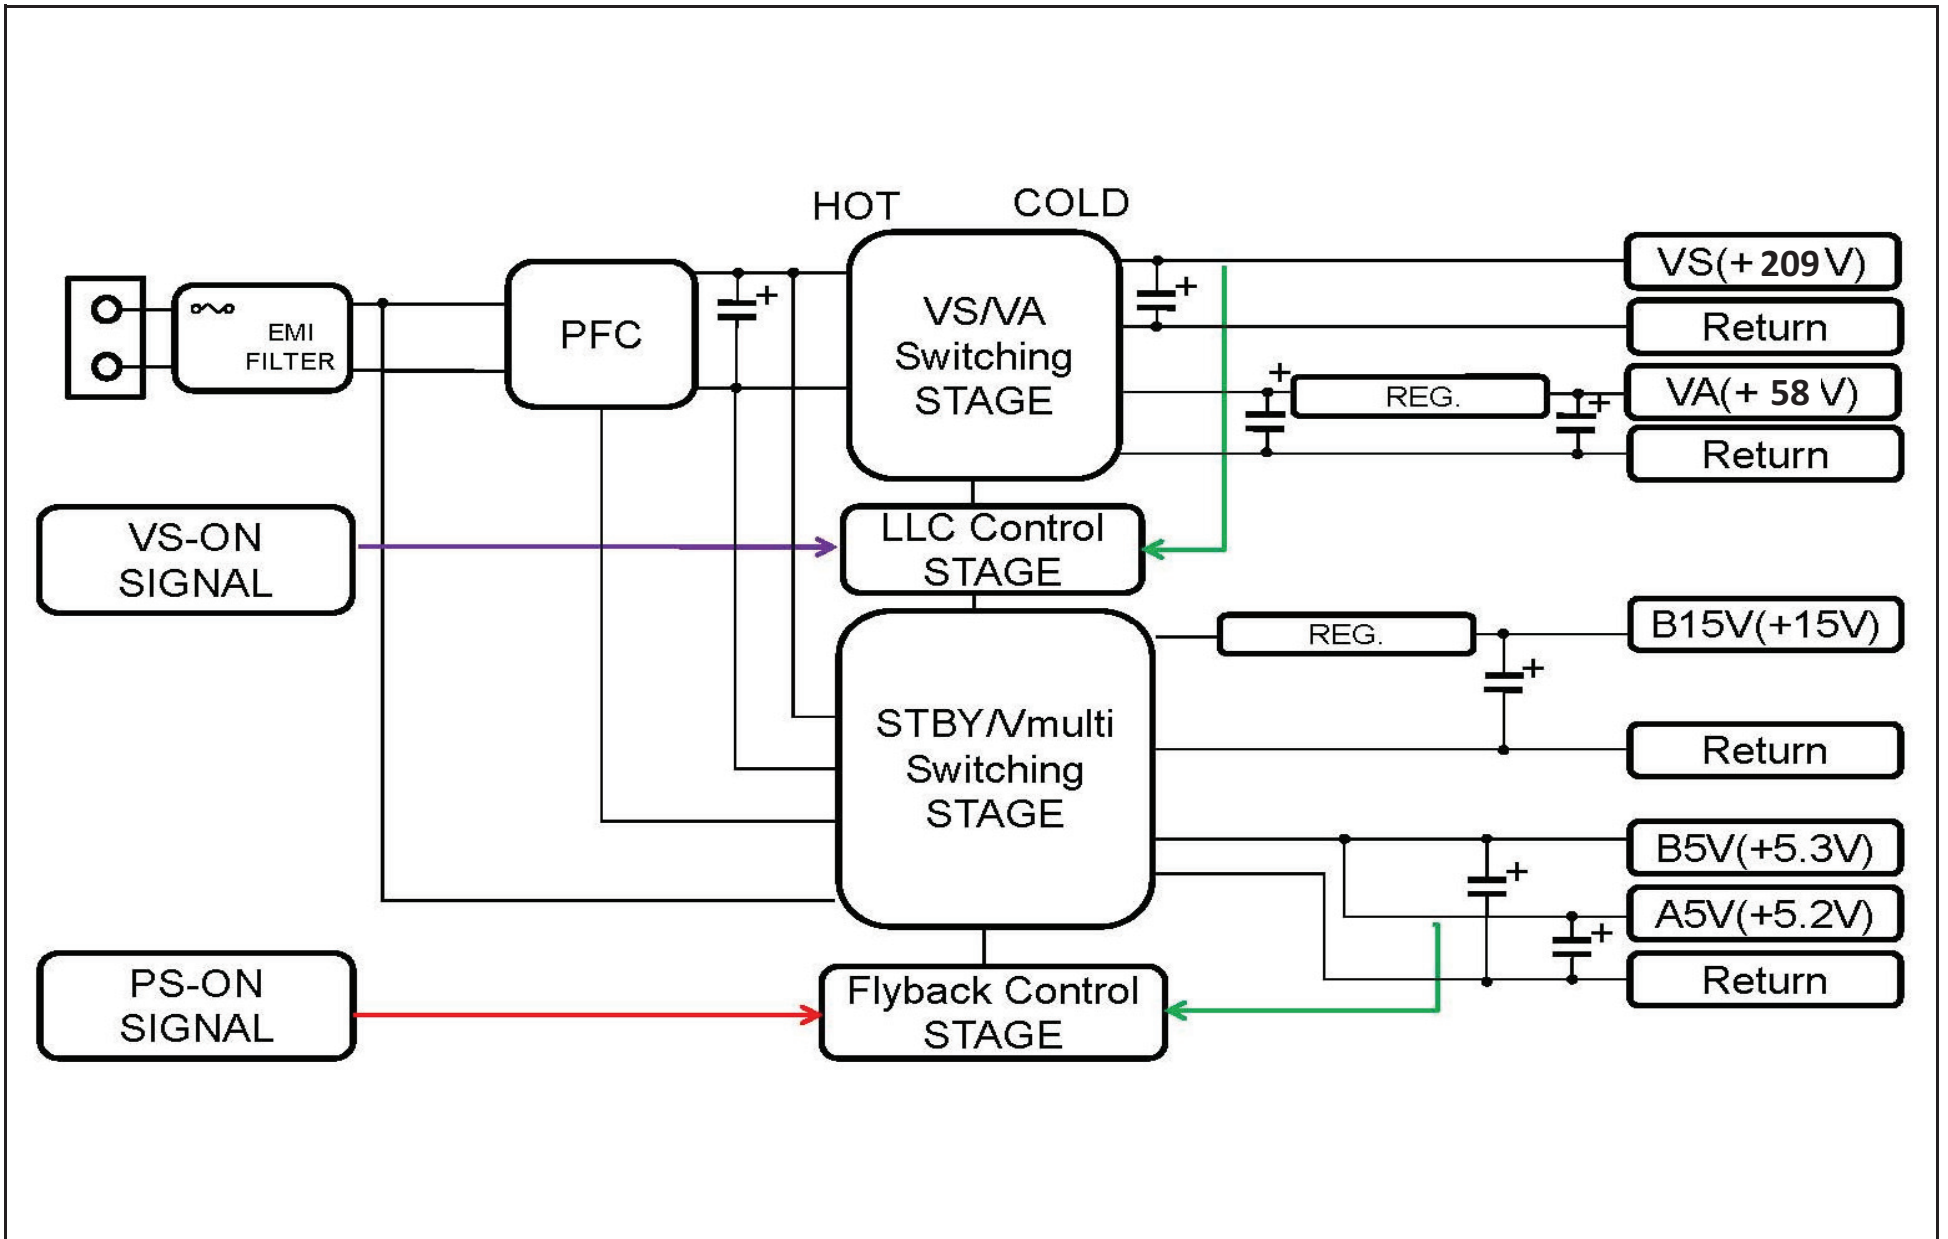 HOT
COLD
EMI
FILTER
PFC
VS/VA
Switching
STAGE
VS(+ 209 V)
Return
REG.
VA(+ 58 V)
Return
VS-ON
SIGNAL
LLC Control
STAGE
REG.
B15V(+15V)
STBY/Vmulti
Switching
STAGE
Return
B5V(+5.3V)
A5V(+5.2V)
Return
PS-ON
SIGNAL
Flyback Control
STAGE